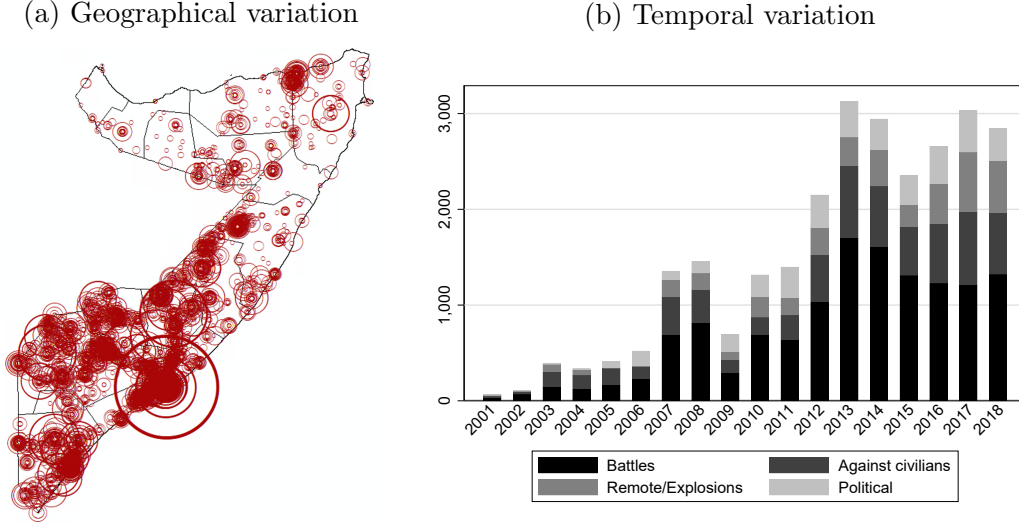 (a) Geographical variation
(b) Temporal variation
3,000
2,000
1,000
0
2001 2002 2003 2004 2005 2006 2007 2008 2009 2010 2011 2012 2013 2014 2015 2016 2017 2018
Battles Against civilians
Remote/Explosions Political